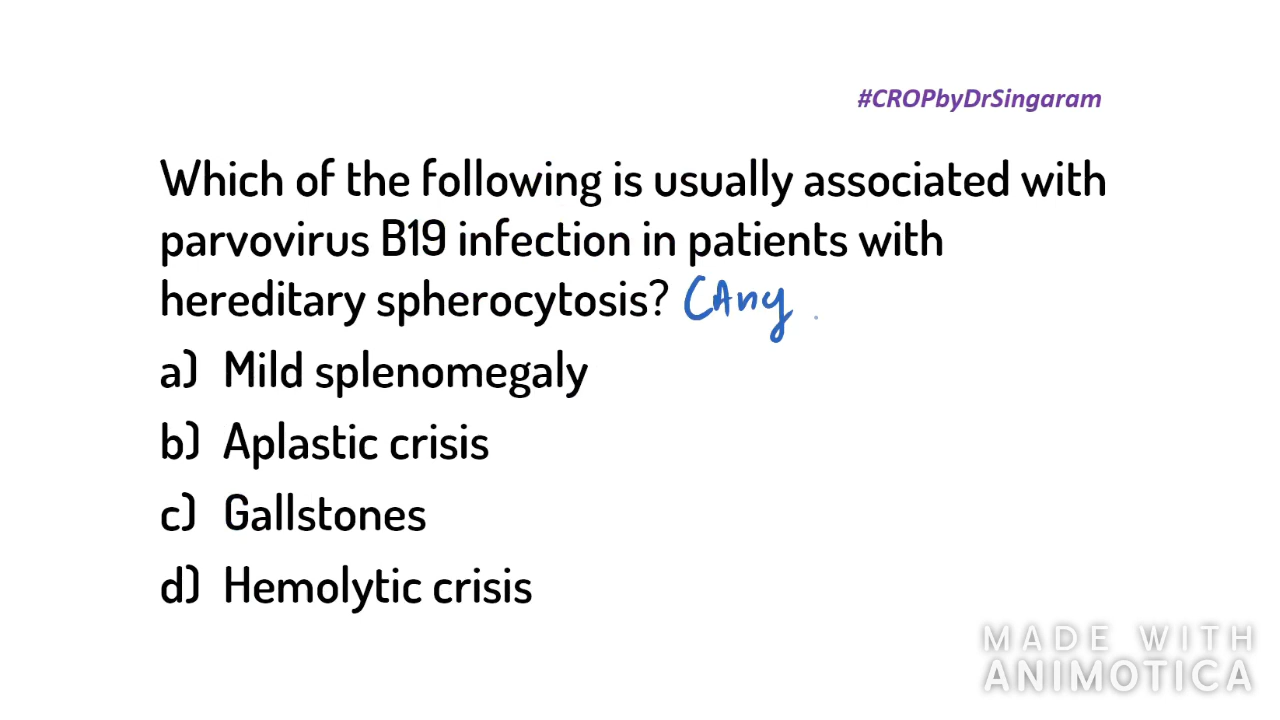 #CROPbyDrSingaram
Which of the following is usually associated with
parvovirus B19 infection in patients with
hereditary spherocytosis? CAny
a) Mild splenomegaly
b) Aplastic crisis
c) Gallstones
d) Hemolytic crisis
MADE WITH
ANIMOTICA